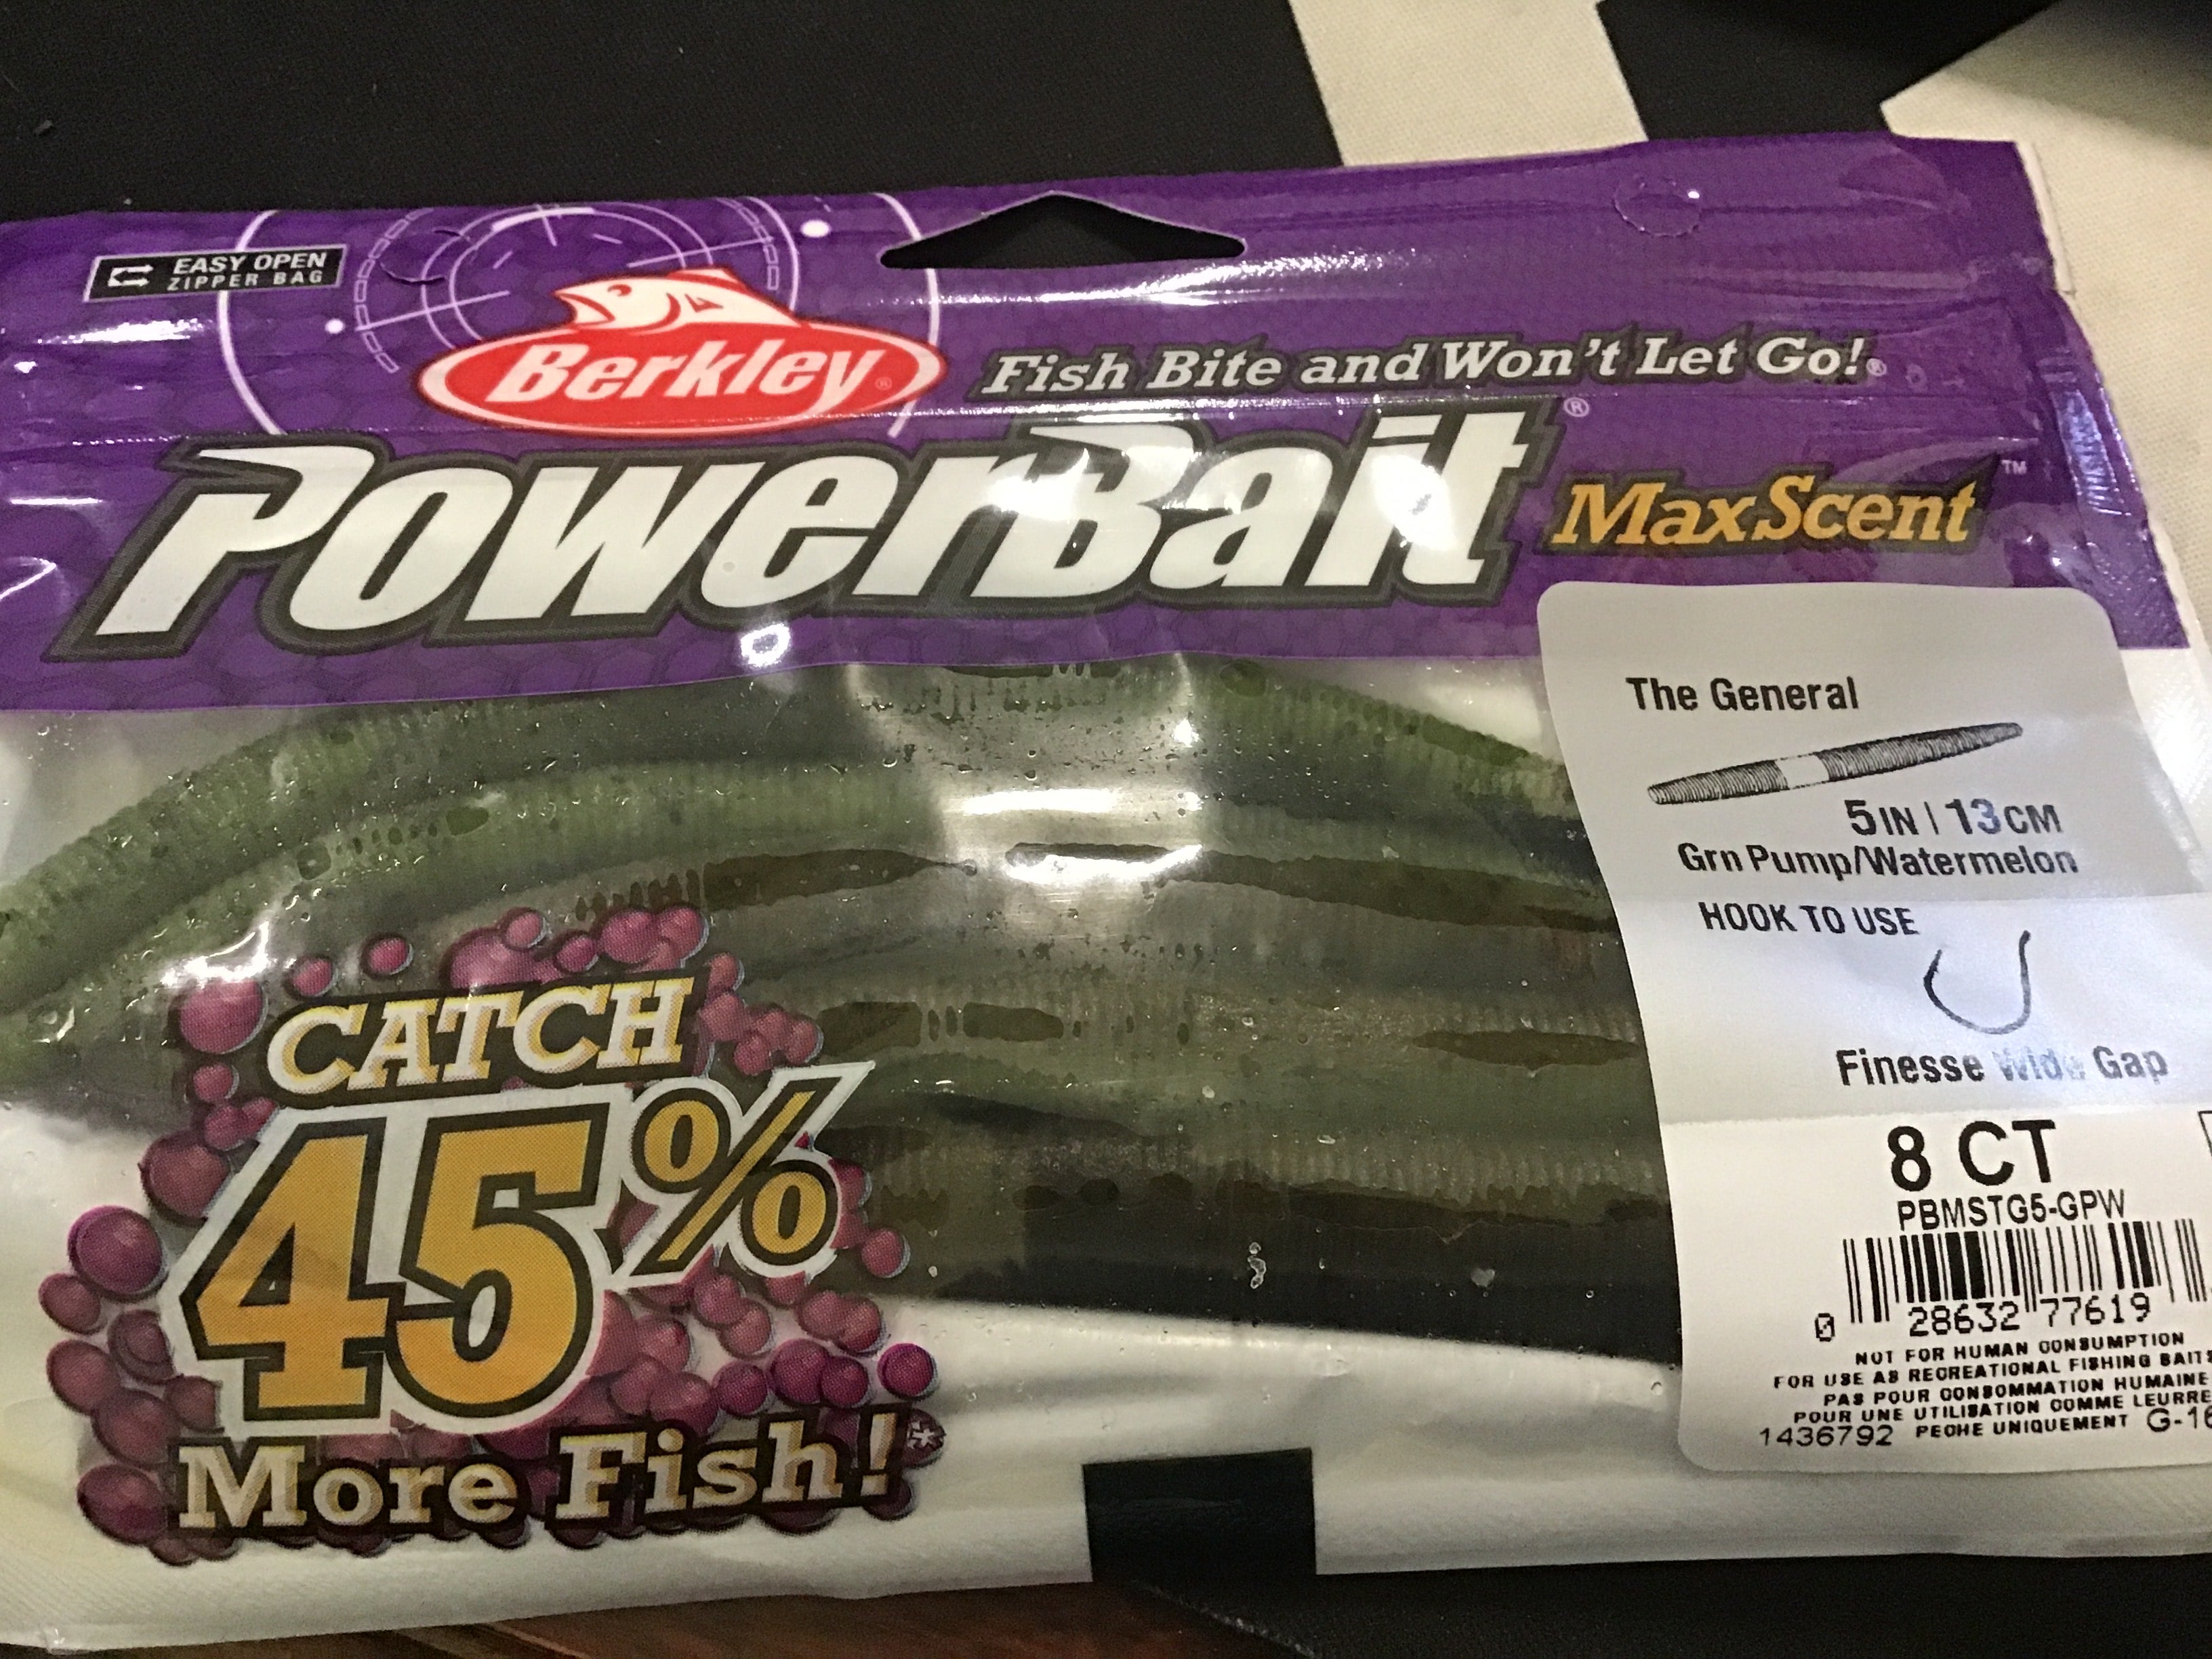 EASY OPEN
ZIPPER BAG
Berkley®
Fish Bite and Won't Let Go!®
PowerBait®
MaxScent™
The General
5IN | 13CM
Grn Pump/Watermelon
HOOK TO USE
Finesse Wide Gap
8 CT
PBMSTG5-GPW
0 28632 77619
NOT FOR HUMAN CONSUMPTION
FOR USE AS RECREATIONAL FISHING BAITS
PAS POUR CONSOMMATION HUMAINE
POUR UNE UTILISATION COMME LEURRE
1436792 PECHE UNIQUEMENT G-16
CATCH
45%
More Fish!*